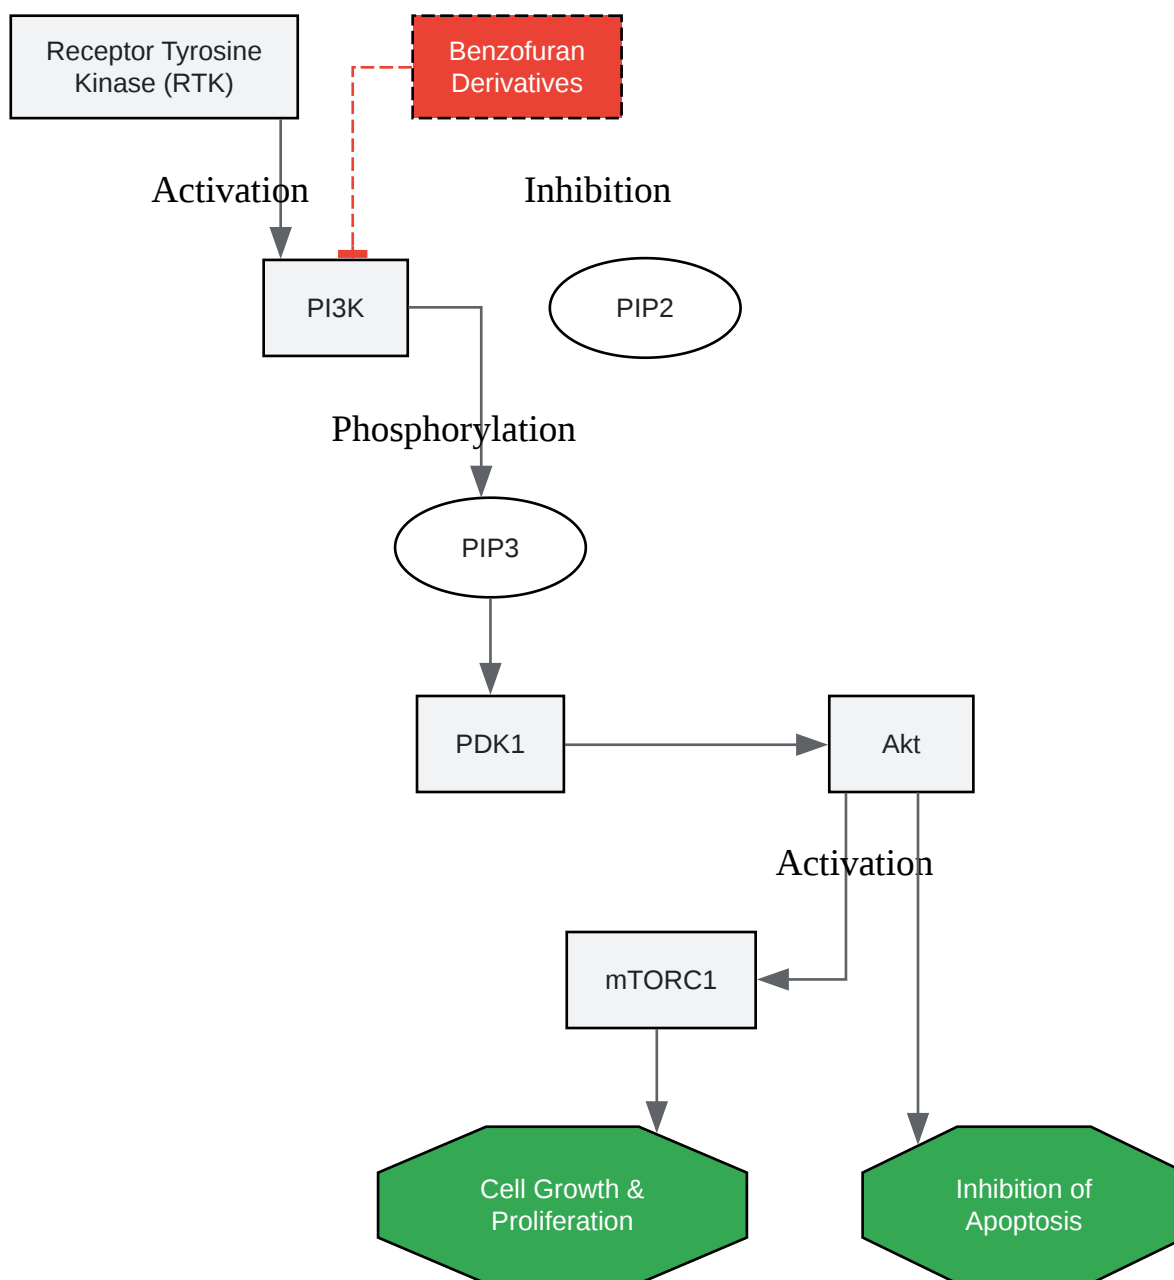 Receptor Tyrosine
Kinase (RTK)
Benzofuran
Derivatives
Activation
Inhibition
PI3K
PIP2
Phosphorylation
PIP3
PDK1
Akt
Activation
mTORC1
Cell Growth &
Proliferation
Inhibition of
Apoptosis